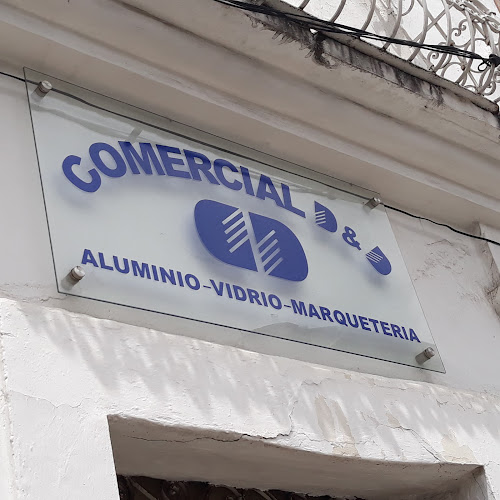 COMERCIAL D & D
ALUMINIO-VIDRIO-MARQUETERIA